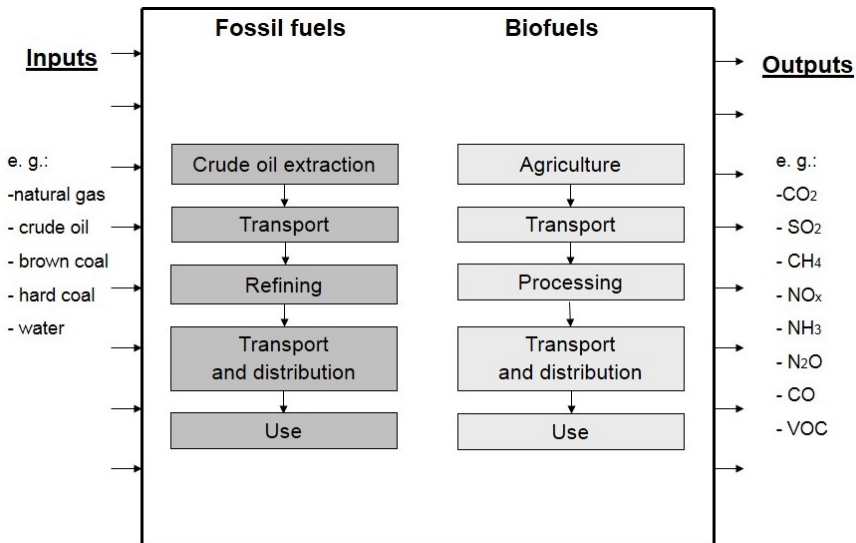 Fossil fuels
Biofuels
Inputs
Outputs
e. g.:
-natural gas
- crude oil
- brown coal
- hard coal
- water
Crude oil extraction
Transport
Refining
Transport
and distribution
Use
Agriculture
Transport
Processing
Transport
and distribution
Use
e. g.:
-CO₂
- SO₂
- CH₄
- NOₓ
- NH₃
- N₂O
- CO
- VOC